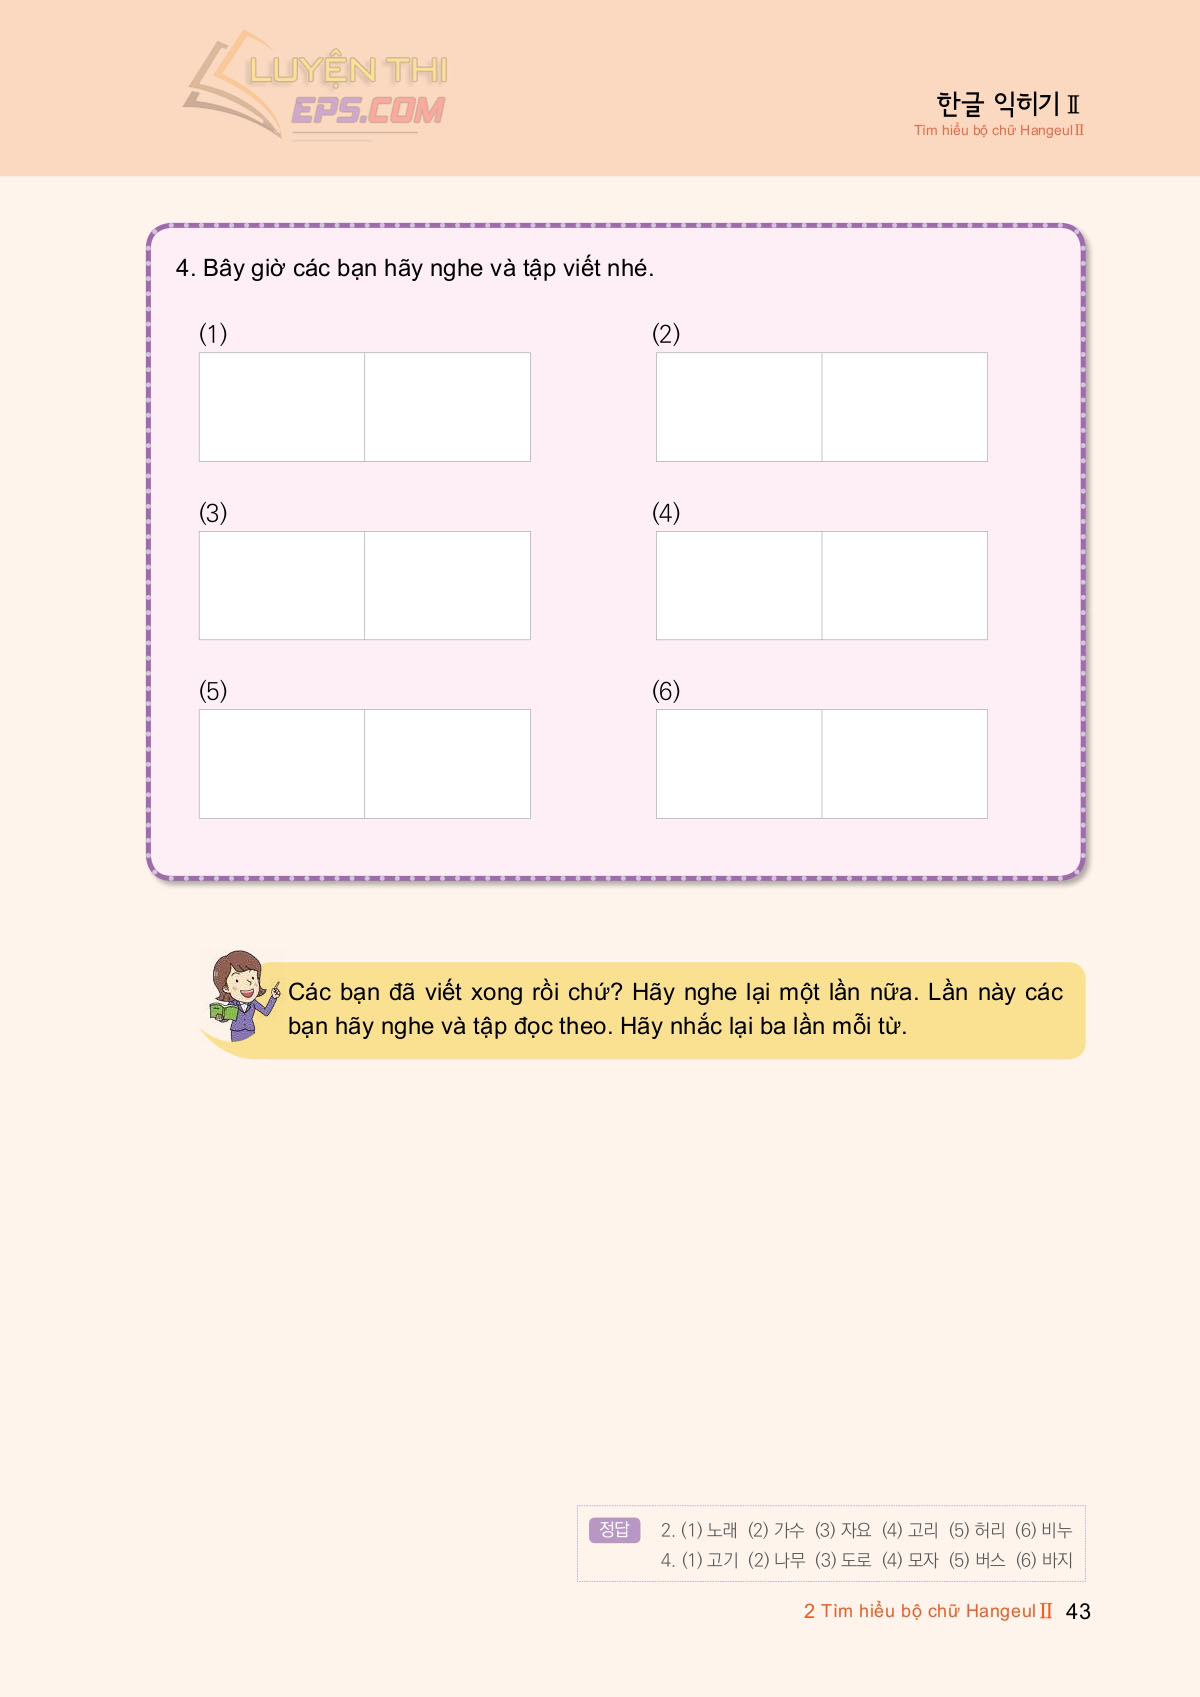 LUYỆN THI
EPS.COM
한글 익히기 Ⅱ
Tìm hiểu bộ chữ Hangeul Ⅱ
4. Bây giờ các bạn hãy nghe và tập viết nhé.
(1) (2)
(3) (4)
(5) (6)
Các bạn đã viết xong rồi chứ? Hãy nghe lại một lần nữa. Lần này các
bạn hãy nghe và tập đọc theo. Hãy nhắc lại ba lần mỗi từ.
정답 2. (1) 노래 (2) 가수 (3) 자요 (4) 고리 (5) 허리 (6) 비누
4. (1) 고기 (2) 나무 (3) 도로 (4) 모자 (5) 버스 (6) 바지
2 Tìm hiểu bộ chữ Hangeul Ⅱ 43